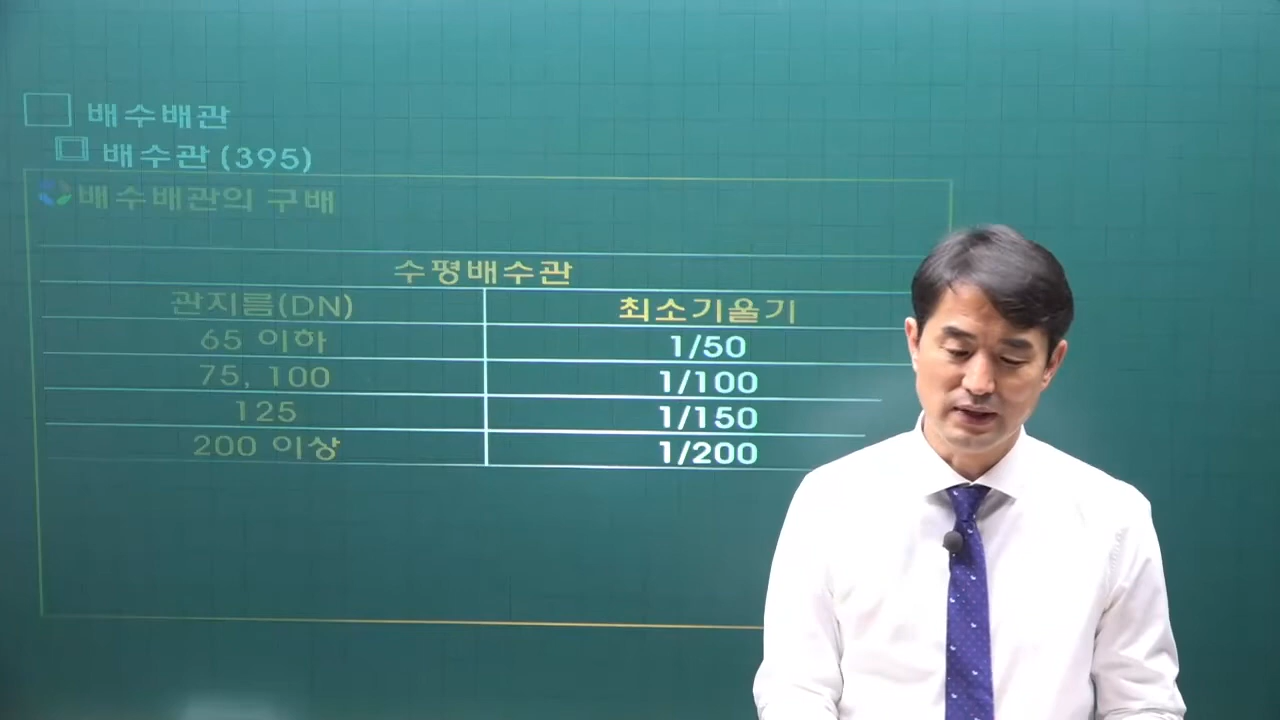 배수배관
배수관 (395)
배수배관의 구배
수평배수관
관지름(DN) 최소기울기
65 이하 1/50
75, 100 1/100
125 1/150
200 이상 1/200